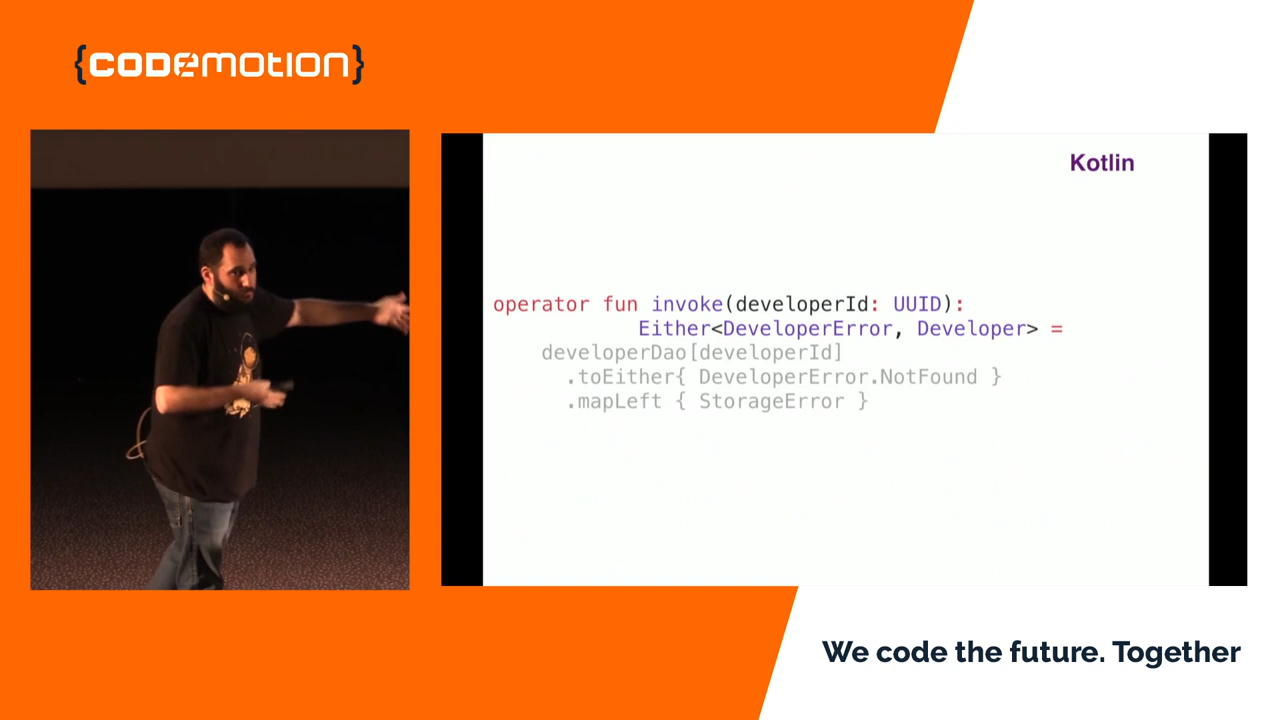 {CODEMOTION}
Kotlin
operator fun invoke(developerId: UUID):
Either<DeveloperError, Developer> =
developerDao[developerId]
.toEither{ DeveloperError.NotFound }
.mapLeft { StorageError }
We code the future. Together